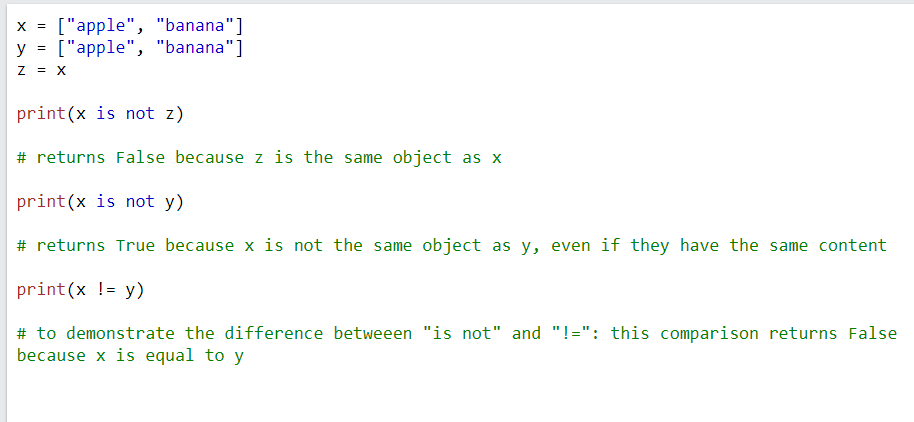 x = ["apple", "banana"]
y = ["apple", "banana"]
z = x
print(x is not z)
# returns False because z is the same object as x
print(x is not y)
# returns True because x is not the same object as y, even if they have the same content
print(x != y)
# to demonstrate the difference betweeen "is not" and "!=": this comparison returns False
because x is equal to y